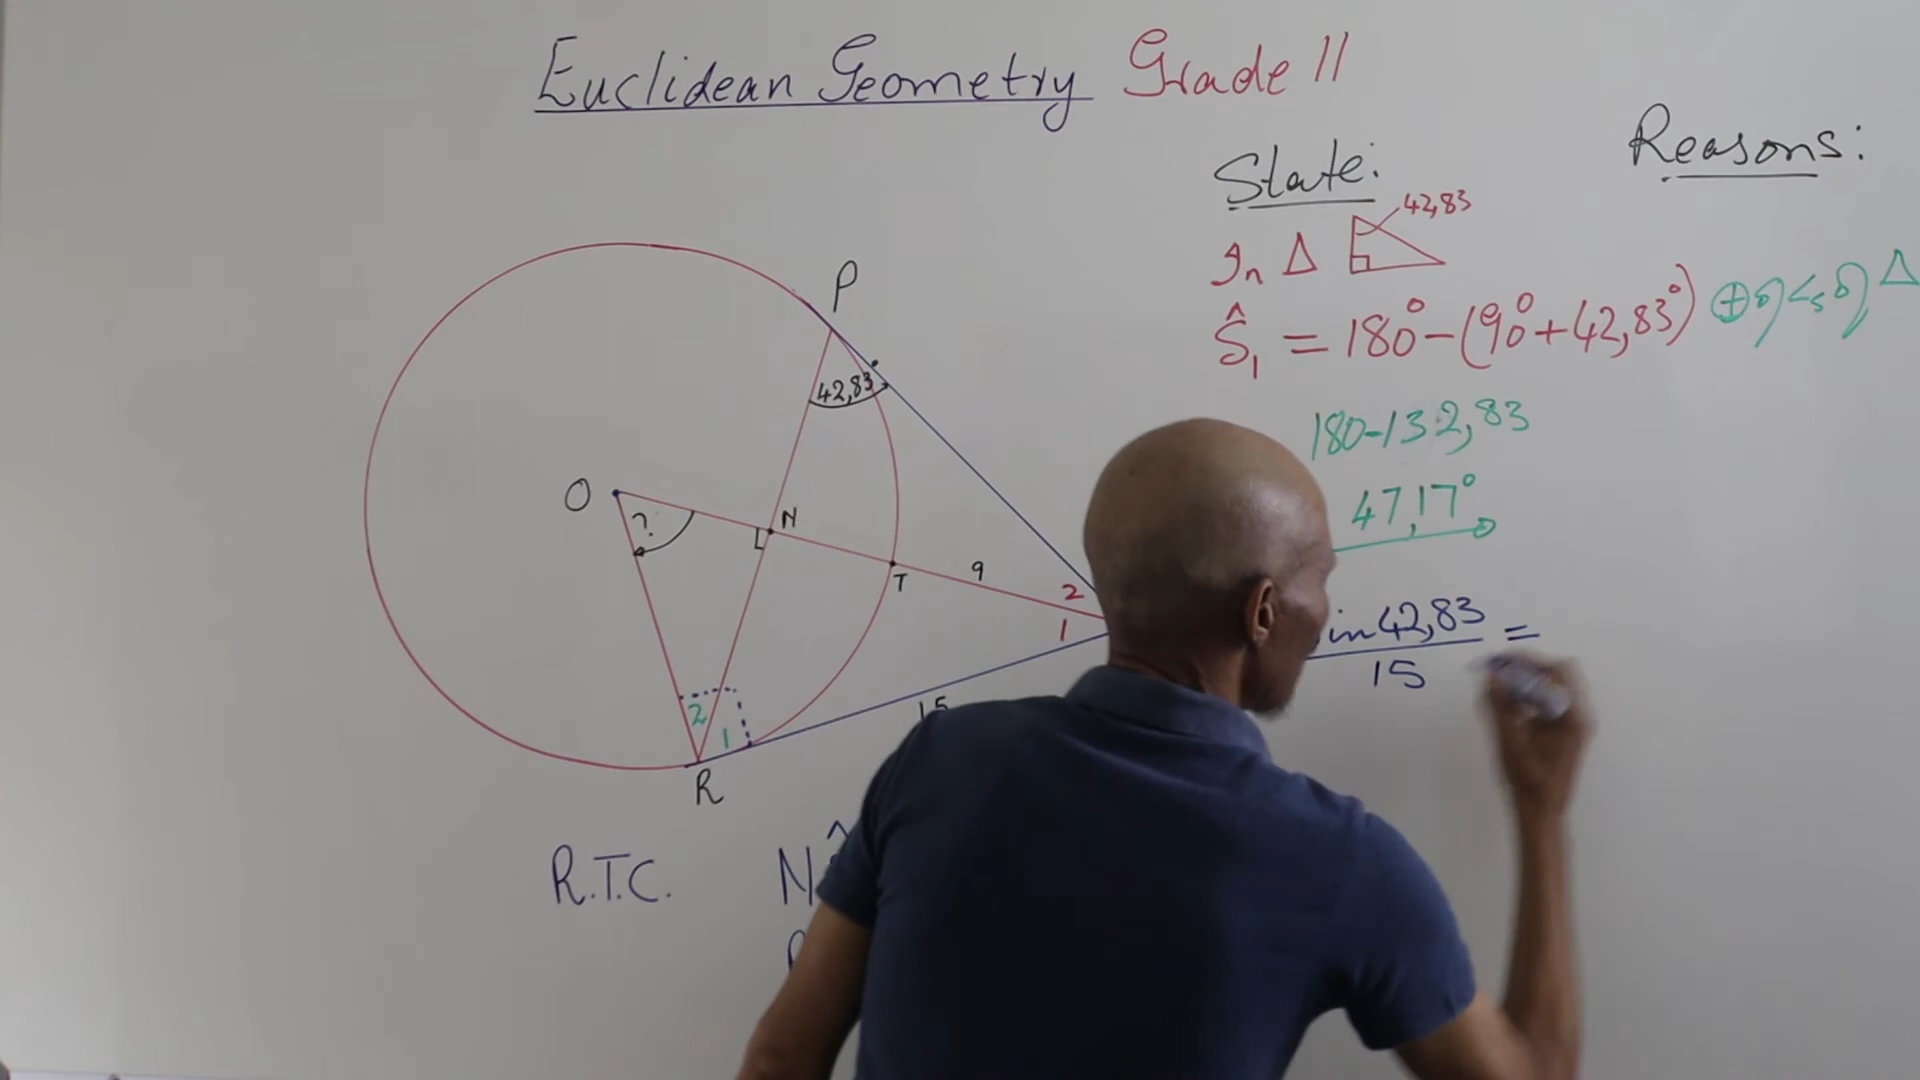 Euclidean Geometry Grade 11
State:
Reasons:
42,83
In Δ
Ŝ₁ = 180° - (90° + 42,83°)
180-132,83
47,17°
in 42,83 =
15
P
42,83°
O
?
N
T
9
2
1
2
1
15
R
R.T.C. N